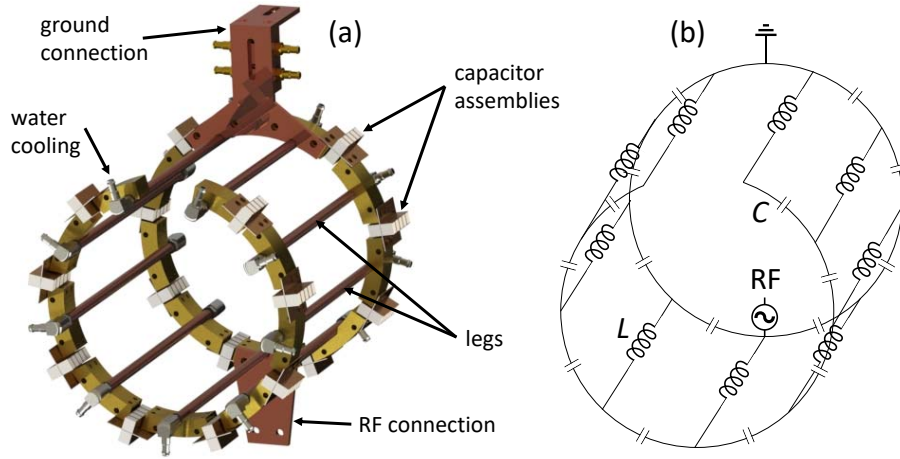 (a)
ground
connection
capacitor
assemblies
water
cooling
legs
RF connection
(b)
C
RF
L